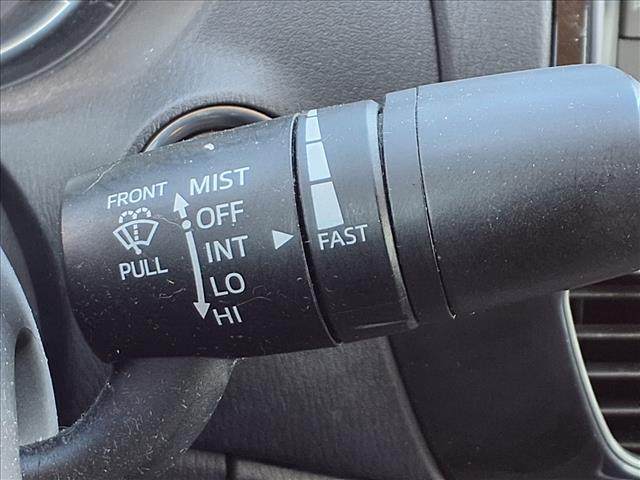 FRONT
PULL
MIST
OFF
INT
LO
HI
FAST